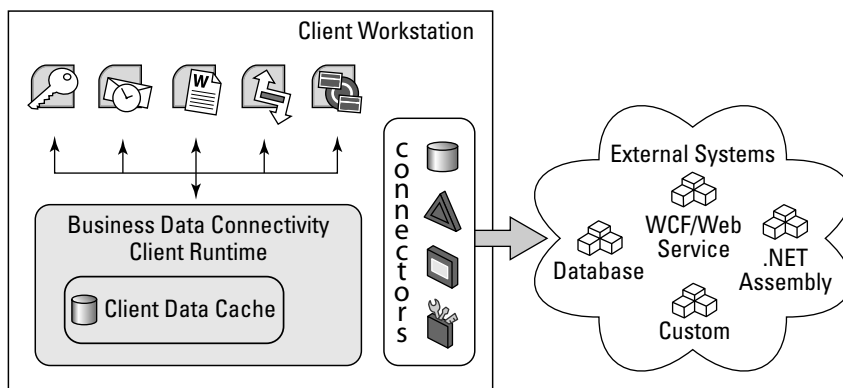 Client Workstation
W
Business Data Connectivity
Client Runtime
Client Data Cache
connectors
External Systems
WCF/Web
Service
Database
.NET
Assembly
Custom